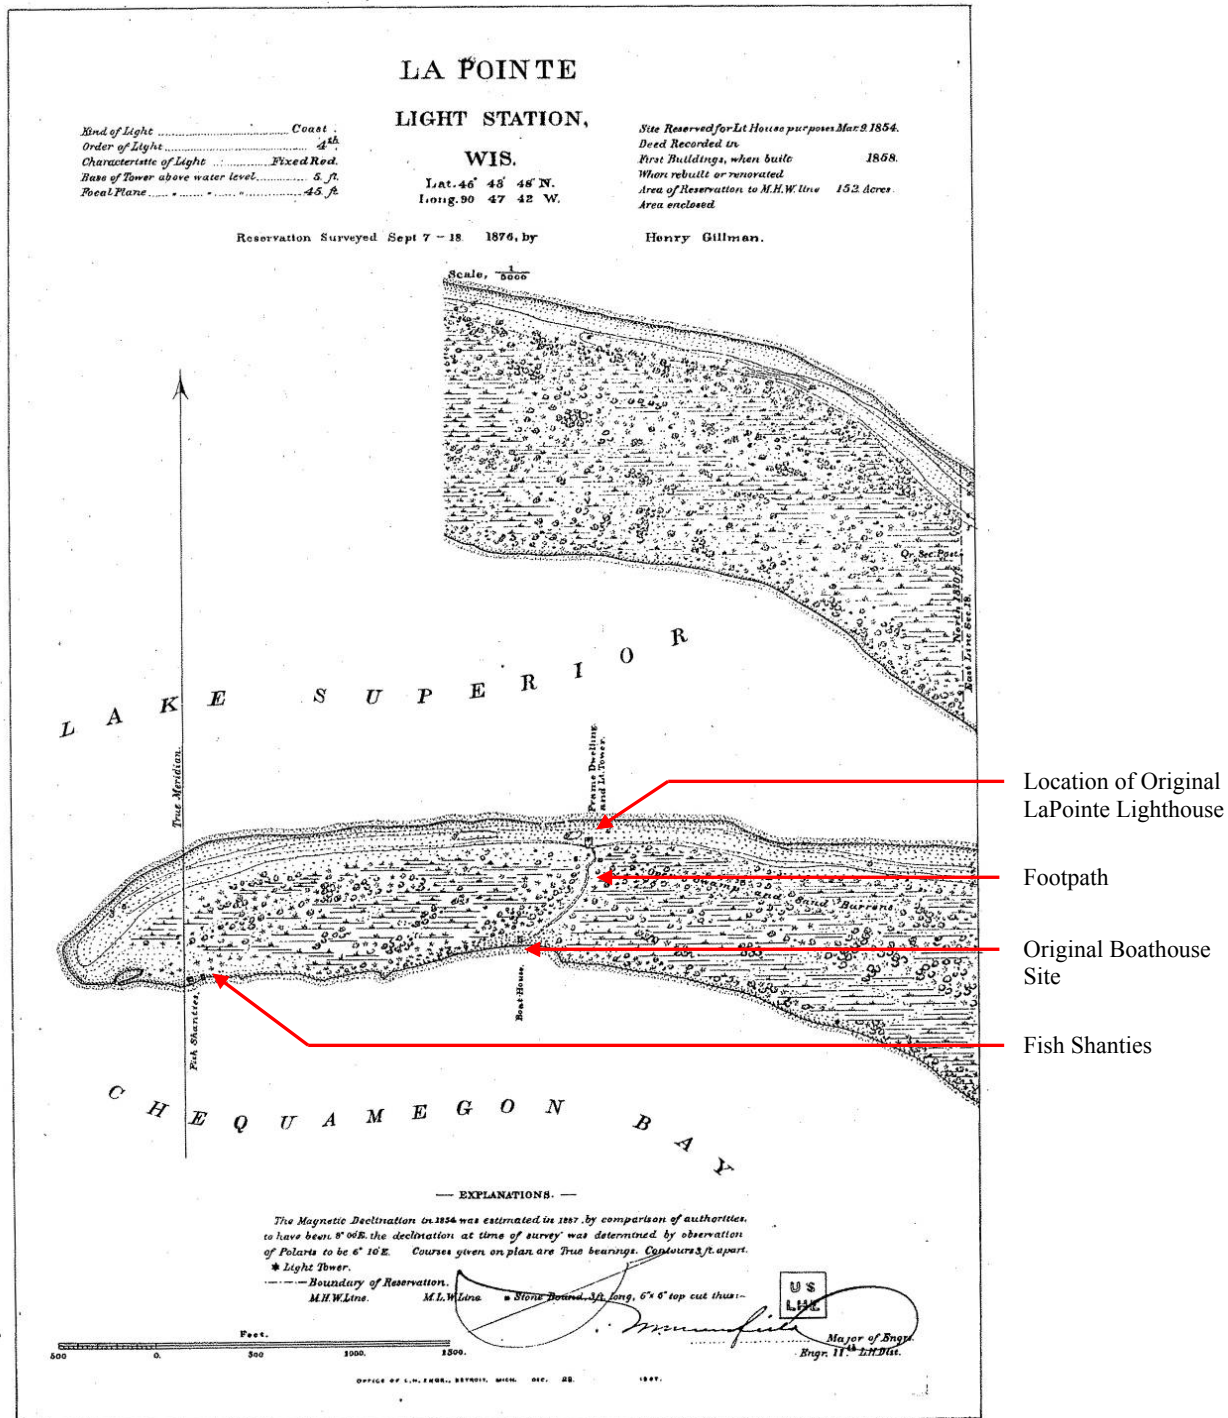 LA POINTE
LIGHT STATION,
WIS.
Lat. 46° 43' 48" N.
Long. 90 47 42 W.
Kind of Light Coast.
Order of Light 4th
Characteristic of Light Fixed Red.
Base of Tower above water level 5. ft.
Focal Plane " " " " 45. ft
Site Reserved for Lt House purposes Mar. 9. 1854.
Deed Recorded in
First Buildings, when built 1858.
When rebuilt or renovated
Area of Reservation to M.H.W. line 152. Acres.
Area enclosed
Reservation Surveyed Sept 7 - 18. 1876, by Henry Gillman.
Scale, 1/5000
Qr. Sec. Post.
East Line Sec. 18.
LAKE SUPERIOR
True Meridian.
Frame Dwelling
and Lt. Tower.
Location of Original
LaPointe Lighthouse
Footpath
Open Swamp and Sand Barrens
Original Boathouse
Site
Boat House.
Fish Shanties.
Fish Shanties
CHEQUAMEGON BAY
— EXPLANATIONS. —
The Magnetic Declination in 1854 was estimated in 1887, by comparison of authorities,
to have been 8° 00' E. the declination at time of survey was determined by observation
of Polaris to be 6° 10' E. Courses given on plan are True bearings. Contours 3 ft. apart.
✱ Light Tower.
Boundary of Reservation.
M.H.W. Line. M.L.W. Line ■ Stone Bound, 3 ft. long, 6" x 6" top cut thus:-
U S
L.H.E.
Major of Engrs.
Engr. 11th L.H. Dist.
Feet.
500 0. 500 1000. 1500.
OFFICE OF L.H. ENGR., DETROIT, MICH. DEC. 28.